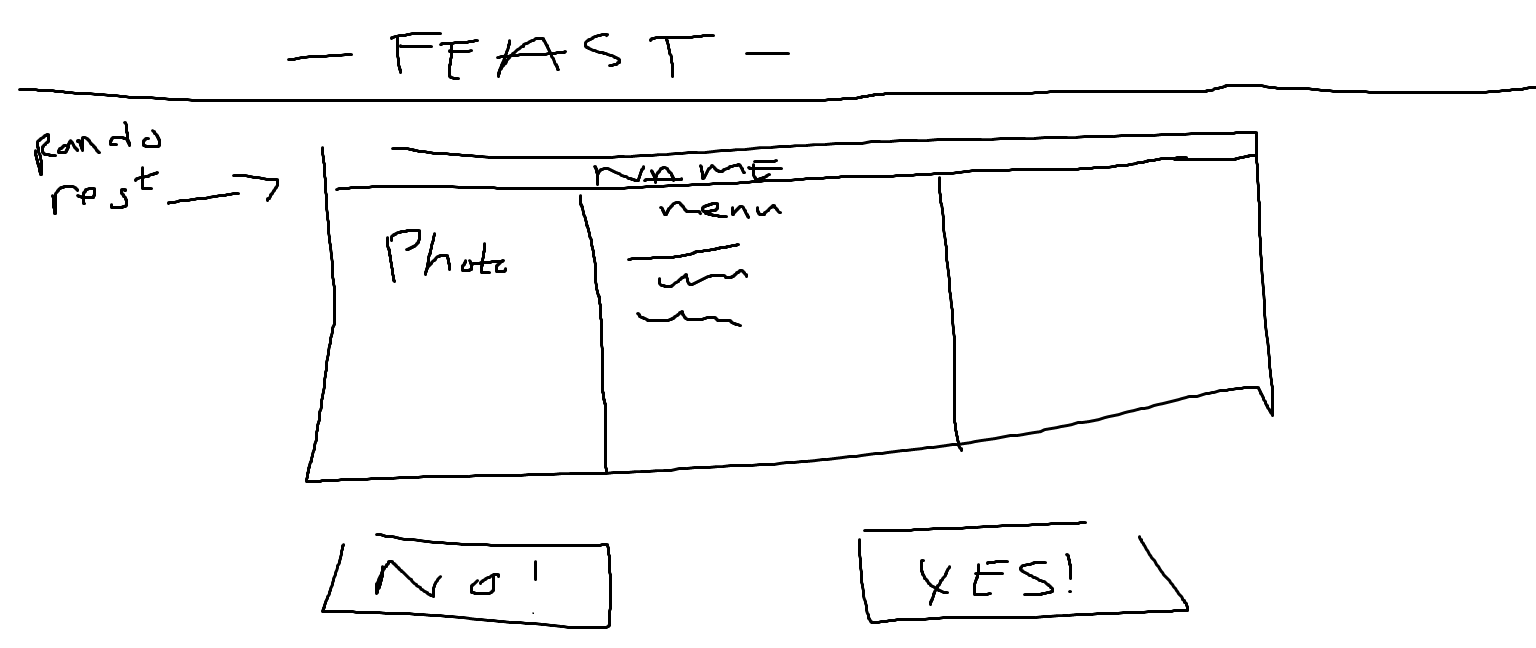 - FEAST -
rando
rest
NAME
menu
Photo
No!
YES!